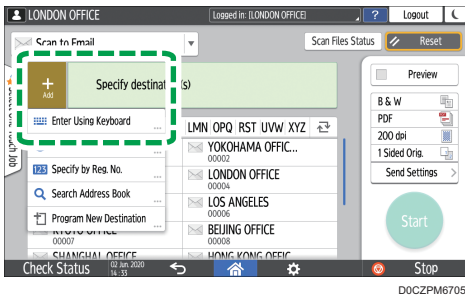 LONDON OFFICE
Logged in: [LONDON OFFICE]
?
Logout
Scan to Email
Scan Files Status
Reset
Add
Specify destinat
(s)
Preview
Enter Using Keyboard
...
B & W
LMN OPQ RST UVW XYZ
PDF
YOKOHAMA OFFIC...
00002
200 dpi
...
1 Sided Orig.
123 Specify by Reg. No.
...
LONDON OFFICE
00004
Send Settings
Search Address Book
...
LOS ANGELES
00006
Program New Destination
...
BEIJING OFFICE
00007
00008
Start
SHANGHAI OFFICE
HONG KONG OFFIC
Check Status
02 Jun. 2020
14 : 33
Stop
D0CZPM6705